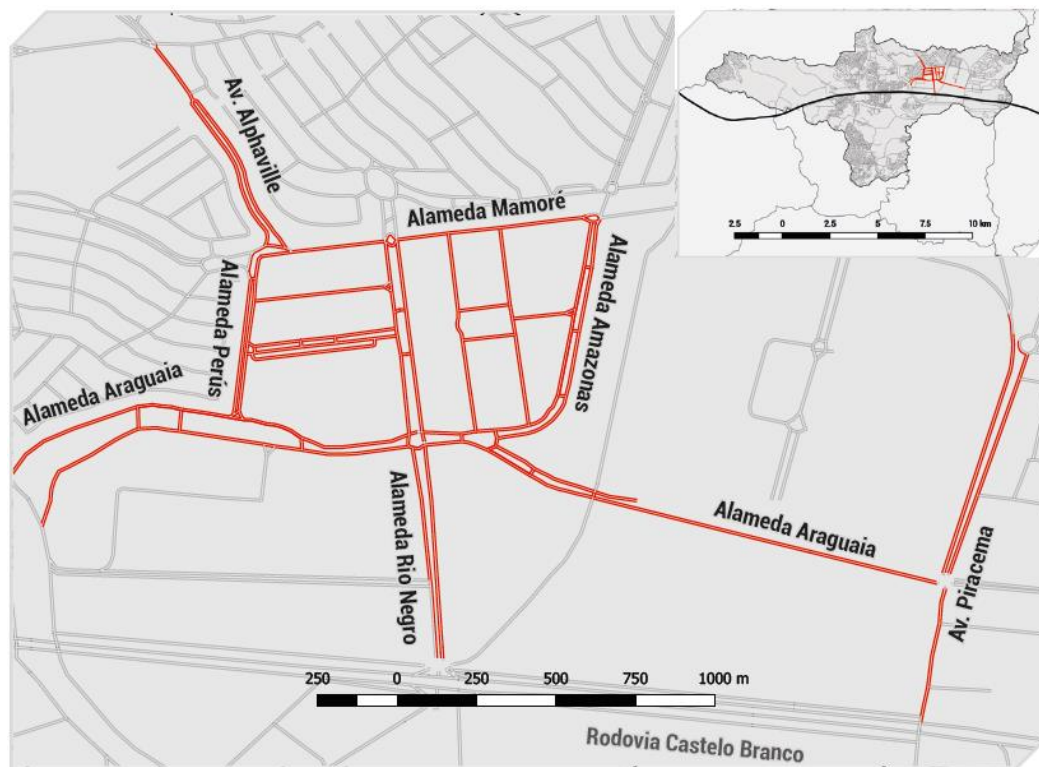 2.5 0 2.5 5 7.5 10 km
Av. Alphaville
Alameda Mamoré
Alameda Amazonas
Alameda Perús
Alameda Araguaia
Alameda Rio Negro
Alameda Araguaia
Av. Piracema
250 0 250 500 750 1000 m
Rodovia Castelo Branco